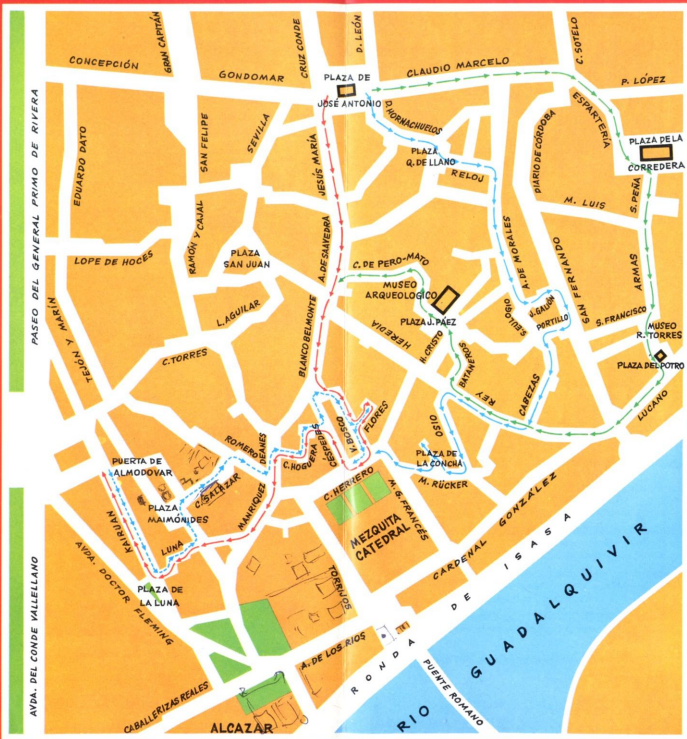 CONCEPCIÓN
GRAN CAPITÁN
GONDOMAR
CRUZ CONDE
D. LEÓN
PLAZA DE
JOSÉ ANTONIO
CLAUDIO MARCELO
C. SOTELO
P. LÓPEZ
ESPARTERÍA
PLAZA DE LA
CORREDERA
PASEO DEL GENERAL PRIMO DE RIVERA
EDUARDO DATO
SAN FELIPE
SEVILLA
JESÚS MARÍA
D. HORNACHUELOS
PLAZA
Q. DE LLANO
RELOJ
DIARIO DE CÓRDOBA
M. LUIS
S. PEÑA
LOPE DE HOCES
RAMÓN Y CAJAL
PLAZA
SAN JUAN
A. DE SAAVEDRA
C. DE PERO-MATO
MUSEO
ARQUEOLÓGICO
PLAZA J. PÁEZ
A. DE MORALES
S. EULOGIO
J. GALÓN
PORTILLO
SAN FERNANDO
ARMAS
S. FRANCISCO
MUSEO
R. TORRES
PLAZA DEL POTRO
TEJÓN Y MARÍN
L. AGUILAR
C. TORRES
BLANCO BELMONTE
HEREDIA
H. CRISTO
BATANEROS
REY
CABEZAS
LUCANO
ROMERO
DEANES
C. HOGUERA
CESPEDES
V. BOSCO
FLORES
OSIO
PLAZA DE
LA CONCHA
M. RÜCKER
PUERTA DE
ALMODOVAR
C. SALAZAR
MANRIQUEZ
C. HERRERO
M. G. FRANCÉS
PLAZA
MAIMÓNIDES
KAIRUAN
LUNA
MEZQUITA
CATEDRAL
CARDENAL GONZÁLEZ
PLAZA DE
LA LUNA
TORRIJOS
AVDA. DOCTOR FLEMING
AVDA. DEL CONDE VALLELLANO
A. DE LOS RIOS
RONDA DE ISASA
RIO GUADALQUIVIR
PUENTE ROMANO
CABALLERIZAS REALES
ALCAZAR